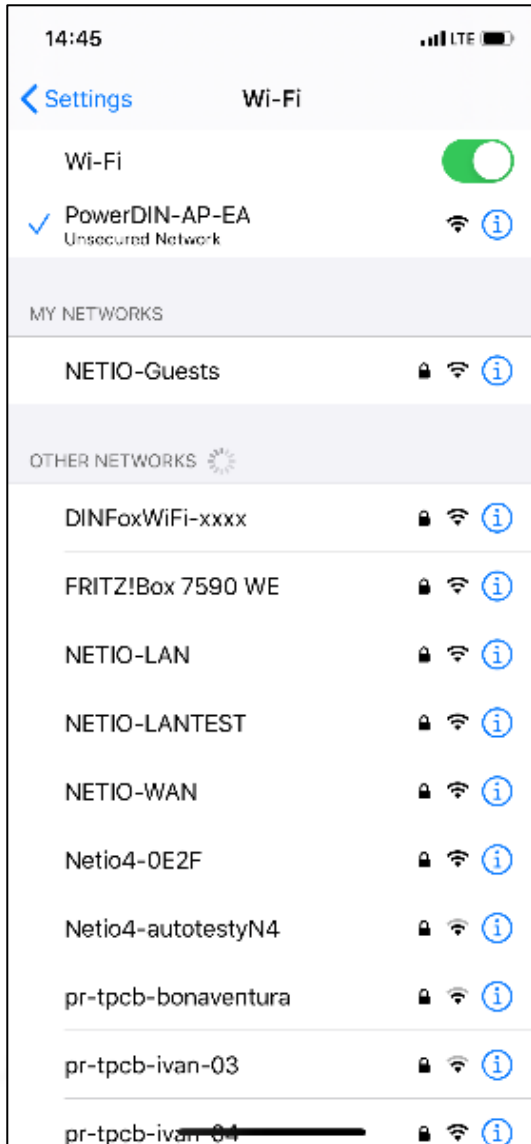 14:45
LTE
Settings
Wi-Fi
Wi-Fi
PowerDIN-AP-EA
Unsecured Network
MY NETWORKS
NETIO-Guests
OTHER NETWORKS
DINFoxWiFi-xxxx
FRITZ!Box 7590 WE
NETIO-LAN
NETIO-LANTEST
NETIO-WAN
Netio4-0E2F
Netio4-autotestyN4
pr-tpcb-bonaventura
pr-tpcb-ivan-03
pr-tpcb-ivan-04